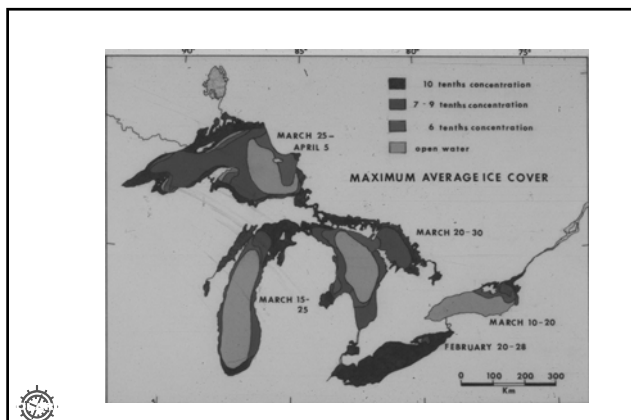 90°
85°
80°
75°
10 tenths concentration
7 - 9 tenths concentration
6 tenths concentration
open water
MARCH 25–
APRIL 5
MAXIMUM AVERAGE ICE COVER
MARCH 20-30
MARCH 15-
25
MARCH 10-20
FEBRUARY 20-28
0 100 200 300
Km